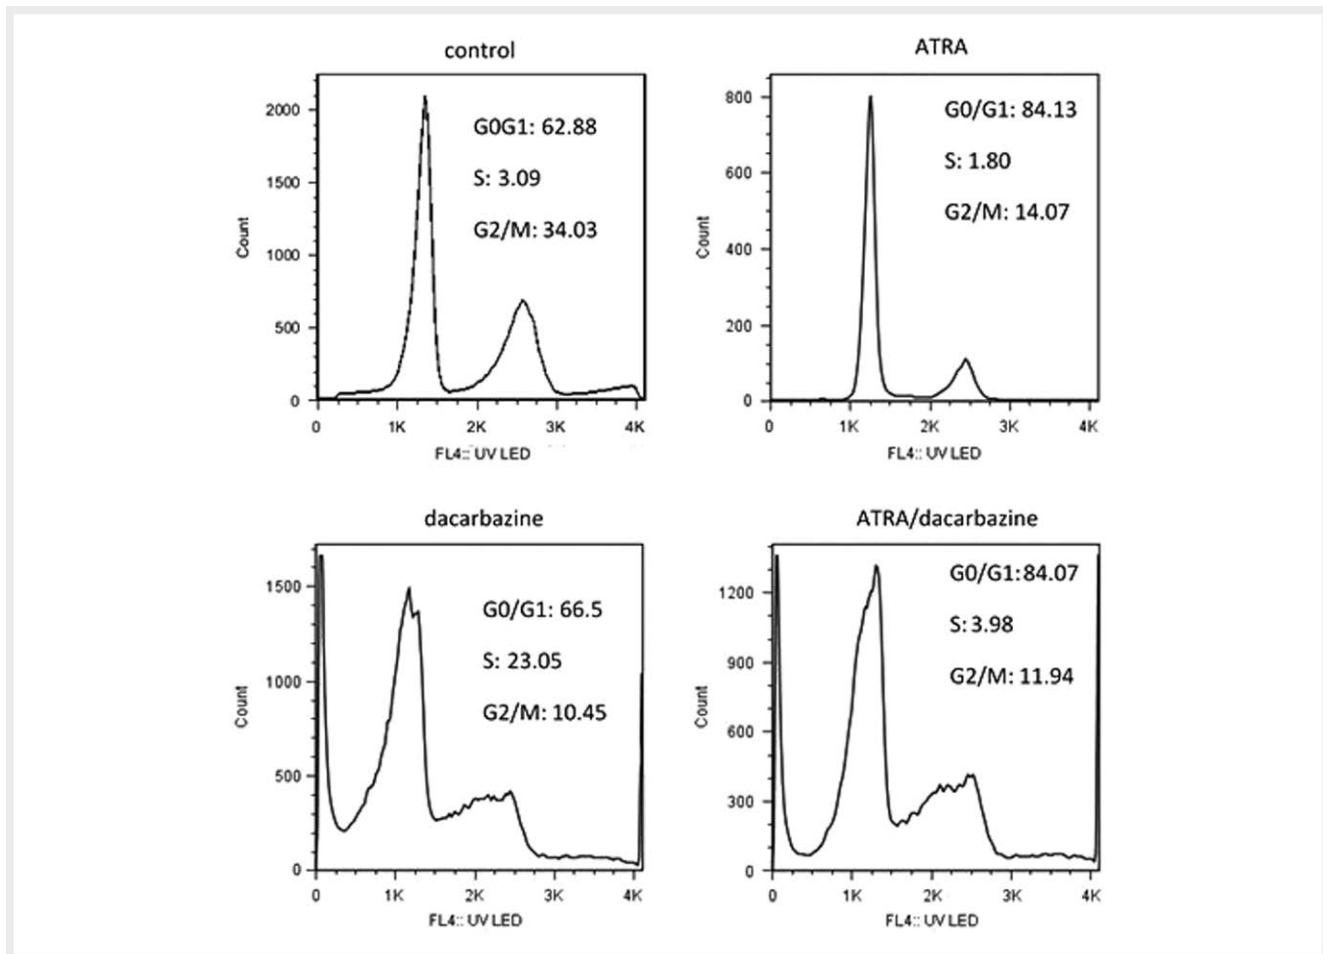 control
G0G1: 62.88
S: 3.09
G2/M: 34.03
Count
2000
1500
1000
500
0
0 1K 2K 3K 4K
FL4:: UV LED
ATRA
G0/G1: 84.13
S: 1.80
G2/M: 14.07
Count
800
600
400
200
0
0 1K 2K 3K 4K
FL4:: UV LED
dacarbazine
G0/G1: 66.5
S: 23.05
G2/M: 10.45
Count
1500
1000
500
0
0 1K 2K 3K 4K
FL4:: UV LED
ATRA/dacarbazine
G0/G1:84.07
S:3.98
G2/M: 11.94
Count
1200
900
600
300
0
0 1K 2K 3K 4K
FL4:: UV LED